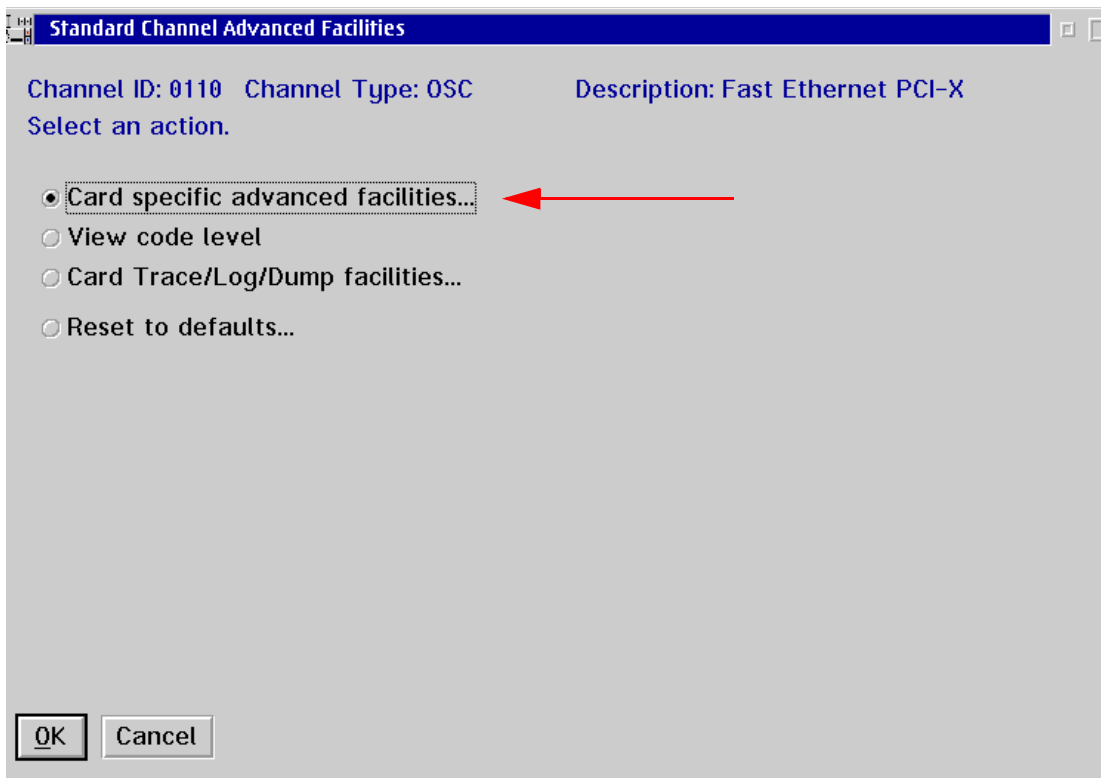 Standard Channel Advanced Facilities
Channel ID: 0110 Channel Type: OSC Description: Fast Ethernet PCI-X
Select an action.
Card specific advanced facilities...
View code level
Card Trace/Log/Dump facilities...
Reset to defaults...
OK Cancel